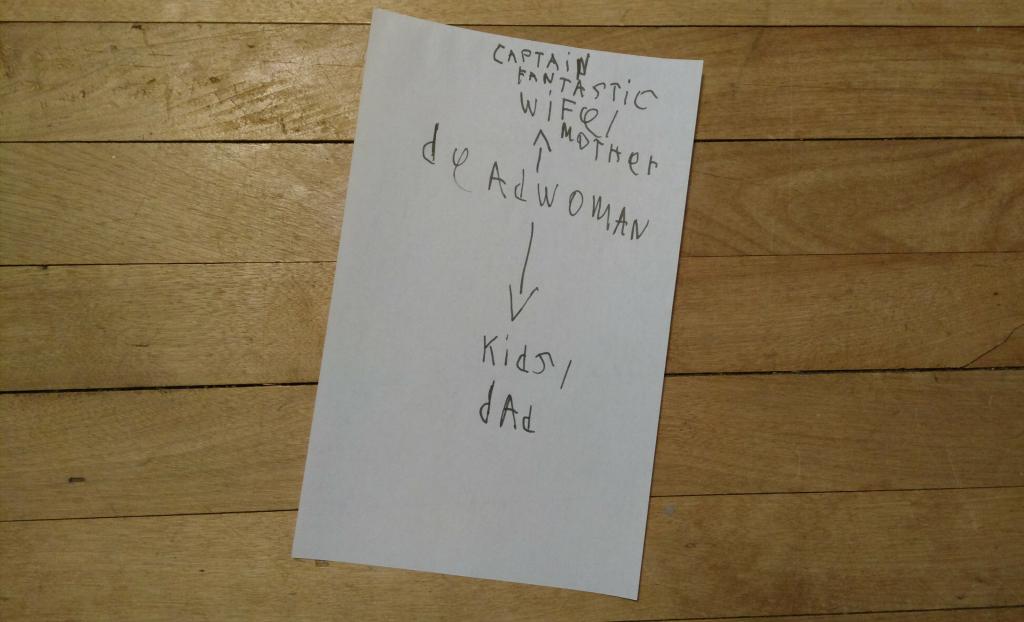 CAPTAiN
FANTASTiC
WiFe/
MOTHer
deAdWOMAN
Kids/
dAd